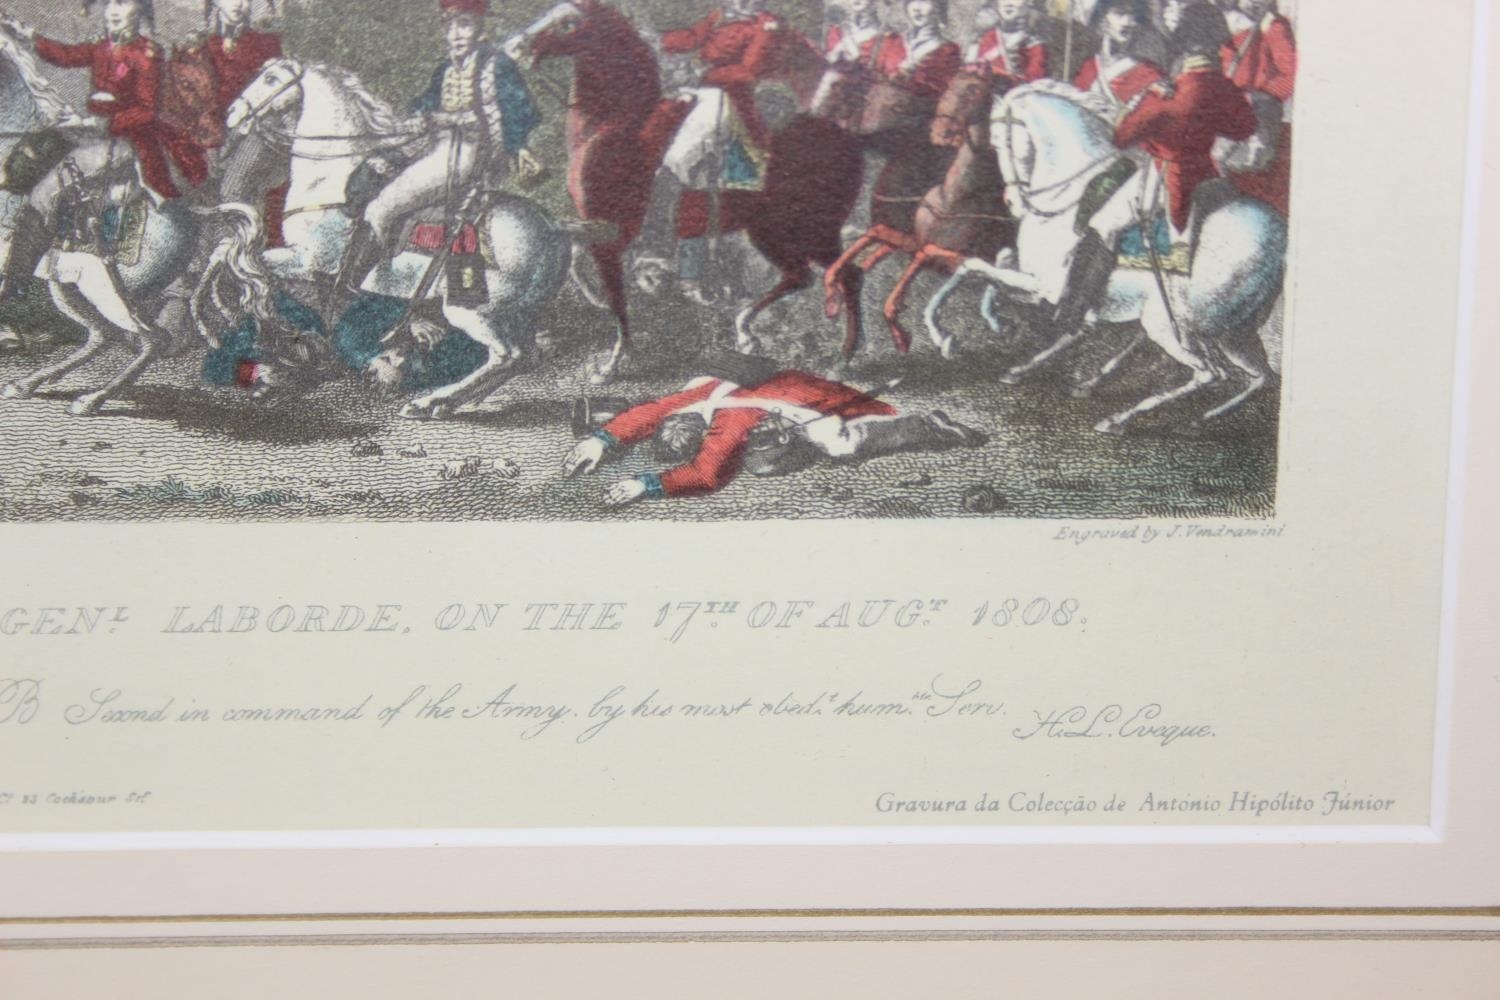 Engraved by J. Vendramini
GENL. LABORDE, ON THE 17TH. OF AUGT. 1808.
B Second in command of the Army. by his most obedt. humble. Serv.
H. L. Eveque.
Gravura da Colecção de António Hipólito Júnior